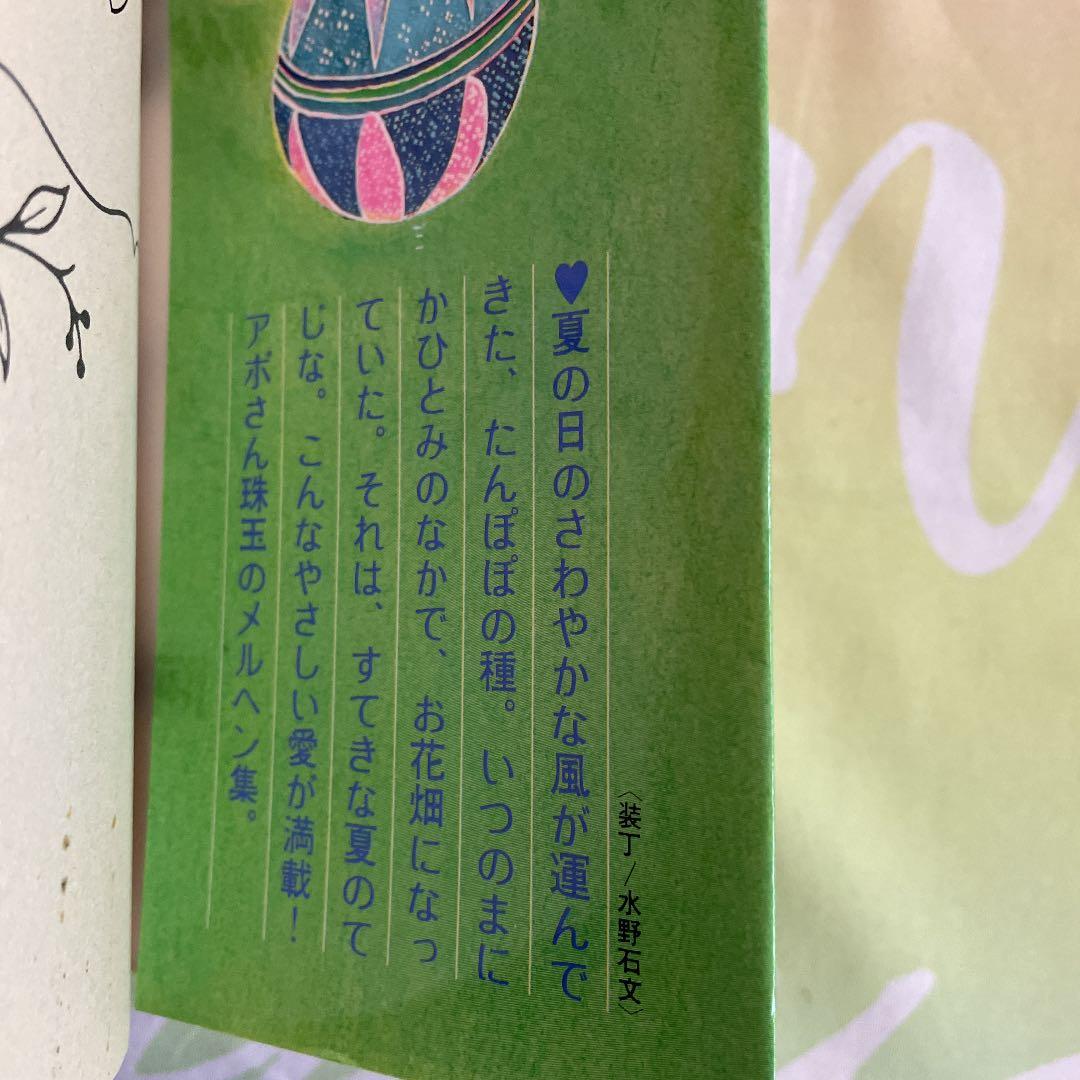 ♥夏の日のさわやかな風が運んで
きた、たんぽぽの種。いつのまに
かひとみのなかで、お花畑になっ
ていた。それは、すてきな夏のて
じな。こんなやさしい愛が満載！
アポさん珠玉のメルヘン集。
〈装丁/水野石文〉